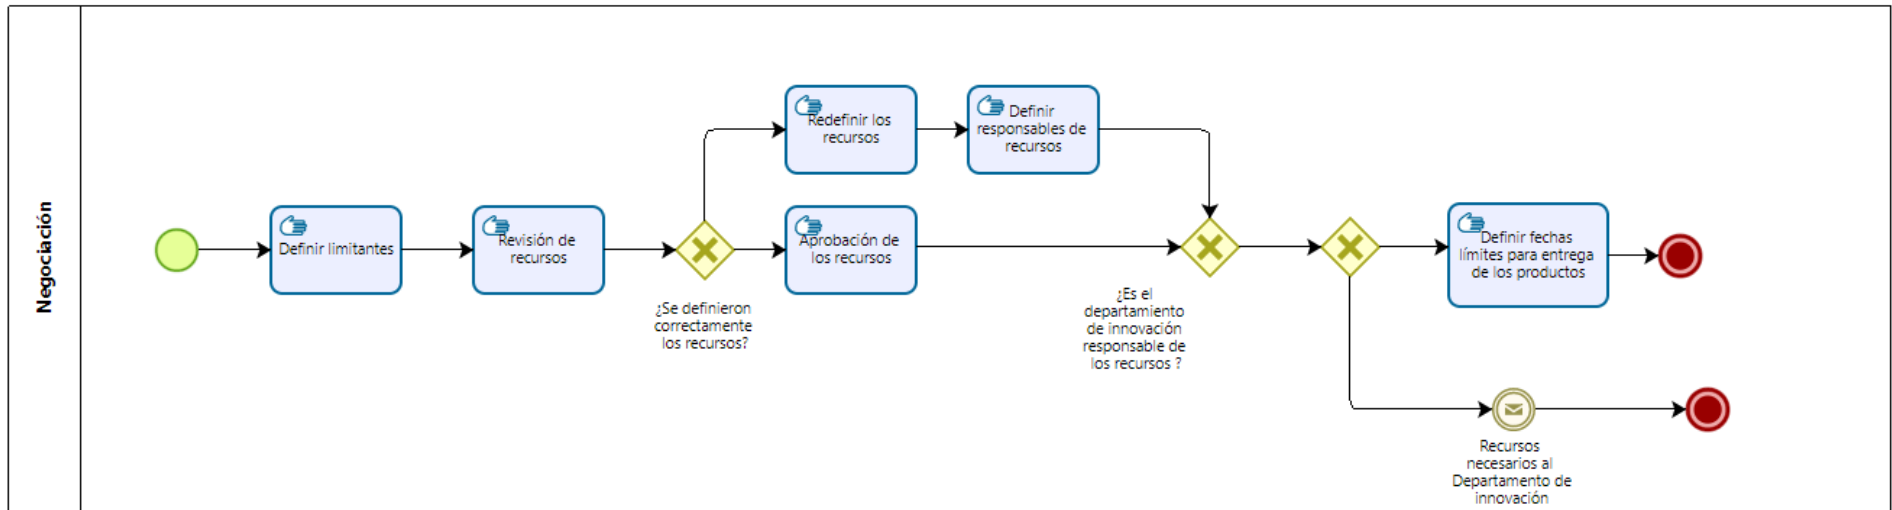 Negociación
Definir limitantes
Revisión de
recursos
¿Se definieron
correctamente
los recursos?
Redefinir los
recursos
Definir
responsables de
recursos
Aprobación de
los recursos
¿Es el
departamiento
de innovación
responsable de
los recursos ?
Definir fechas
límites para entrega
de los productos
Recursos
necesarios al
Departamento de
innovación